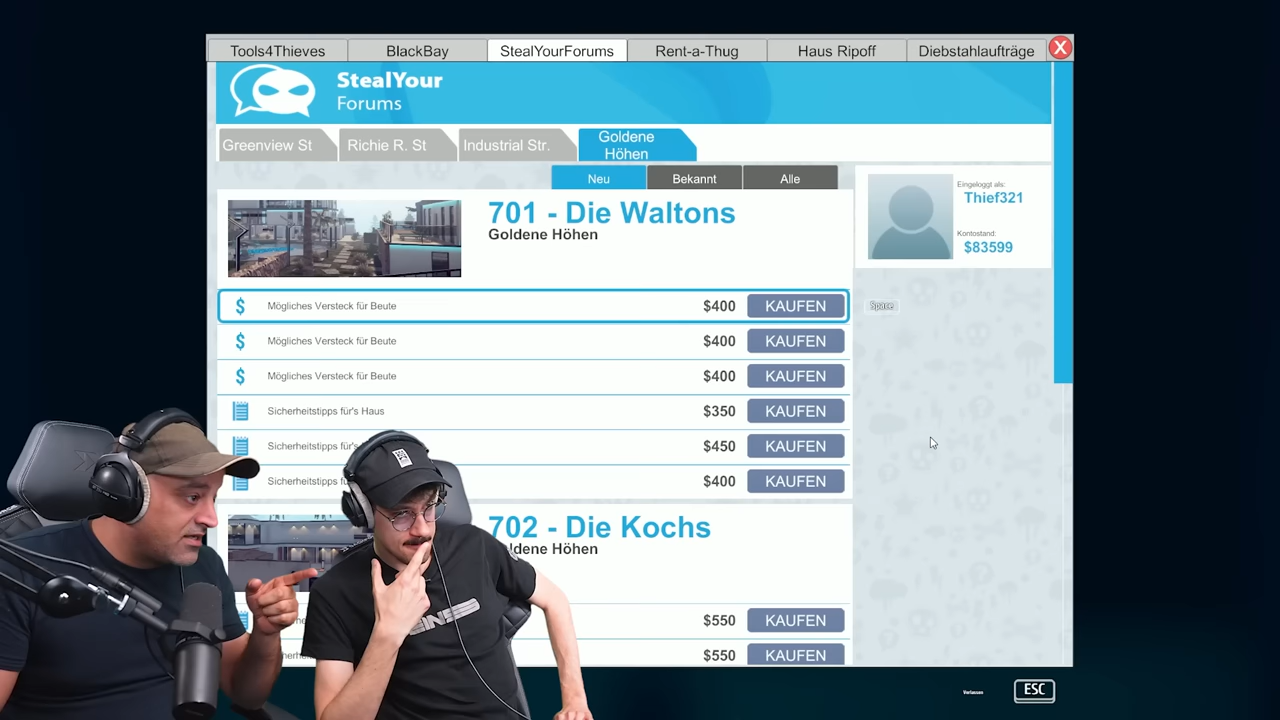 Tools4Thieves
BlackBay
StealYourForums
Rent-a-Thug
Haus Ripoff
Diebstahlaufträge
X
StealYour
Forums
Greenview St
Richie R. St
Industrial Str.
Goldene
Höhen
Neu
Bekannt
Alle
Eingeloggt als:
Thief321
Kontostand:
$83599
701 - Die Waltons
Goldene Höhen
$ Mögliches Versteck für Beute $400 KAUFEN
Space
$ Mögliches Versteck für Beute $400 KAUFEN
$ Mögliches Versteck für Beute $400 KAUFEN
Sicherheitstipps für's Haus $350 KAUFEN
Sicherheitstipps für's $450 KAUFEN
Sicherheitstipps $400 KAUFEN
702 - Die Kochs
Höhen
$550 KAUFEN
$550 KAUFEN
Verlassen
ESC